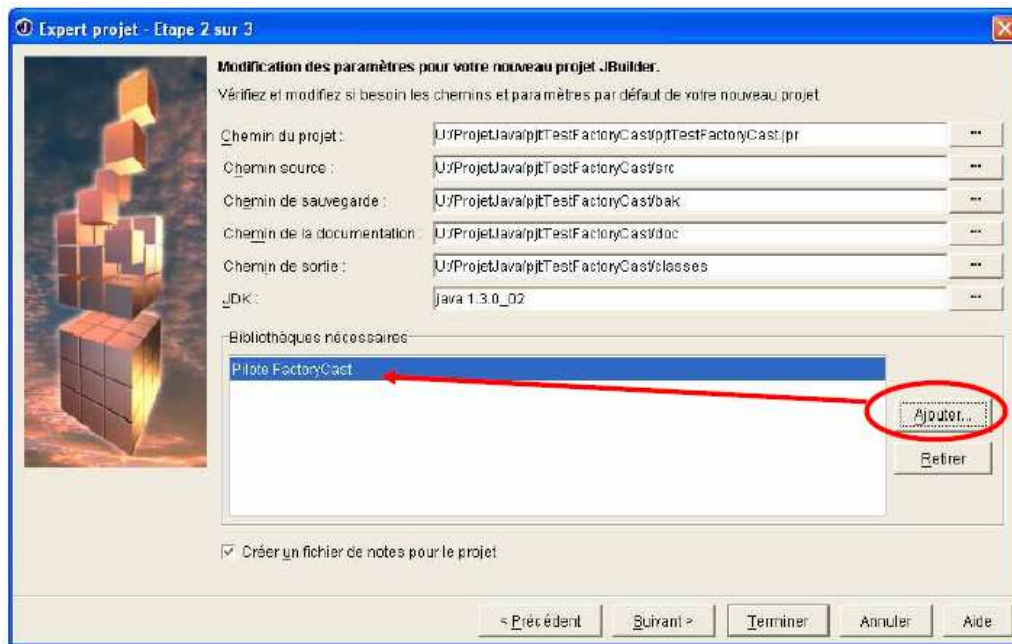 Expert projet - Etape 2 sur 3
Modification des paramètres pour votre nouveau projet JBuilder.
Vérifiez et modifiez si besoin les chemins et paramètres par défaut de votre nouveau projet
Chemin du projet : U:/ProjetJava/pjtTestFactoryCast/pjtTestFactoryCast.jpr ...
Chemin source : U:/ProjetJava/pjtTestFactoryCast/src ...
Chemin de sauvegarde : U:/ProjetJava/pjtTestFactoryCast/bak ...
Chemin de la documentation : U:/ProjetJava/pjtTestFactoryCast/doc ...
Chemin de sortie : U:/ProjetJava/pjtTestFactoryCast/classes ...
JDK : java 1.3.0_02 ...
Bibliothèques nécessaires
Pilote FactoryCast
Ajouter...
Retirer
Créer un fichier de notes pour le projet
< Précédent Suivant > Terminer Annuler Aide